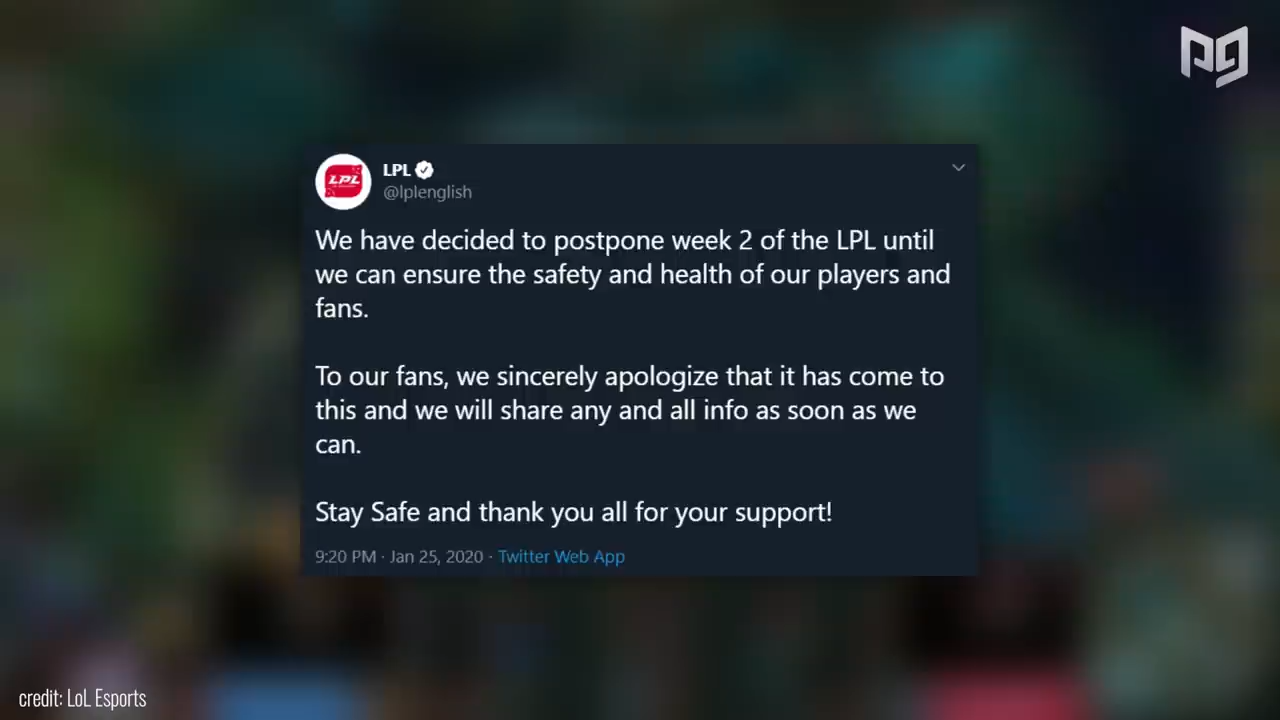 pg
LPL
LPL
@lplenglish
We have decided to postpone week 2 of the LPL until
we can ensure the safety and health of our players and
fans.
To our fans, we sincerely apologize that it has come to
this and we will share any and all info as soon as we
can.
Stay Safe and thank you all for your support!
9:20 PM · Jan 25, 2020 · Twitter Web App
credit: LoL Esports